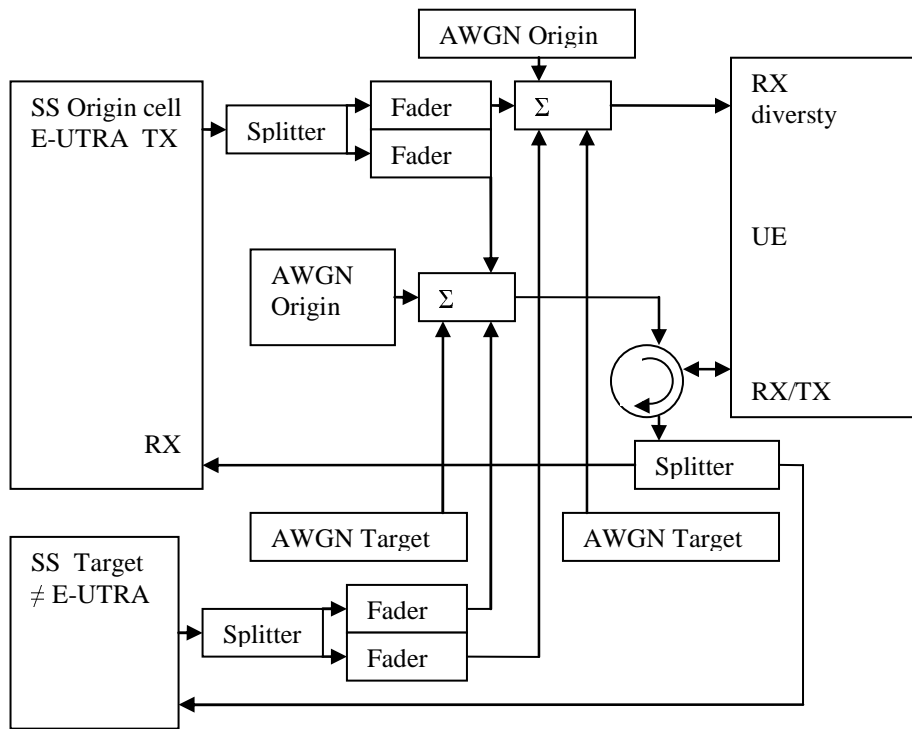 AWGN Origin
SS Origin cell
E-UTRA TX
Splitter
Fader
Fader
Σ
RX
diversty
UE
AWGN
Origin
Σ
RX/TX
RX
Splitter
AWGN Target
AWGN Target
SS Target
≠ E-UTRA
Splitter
Fader
Fader